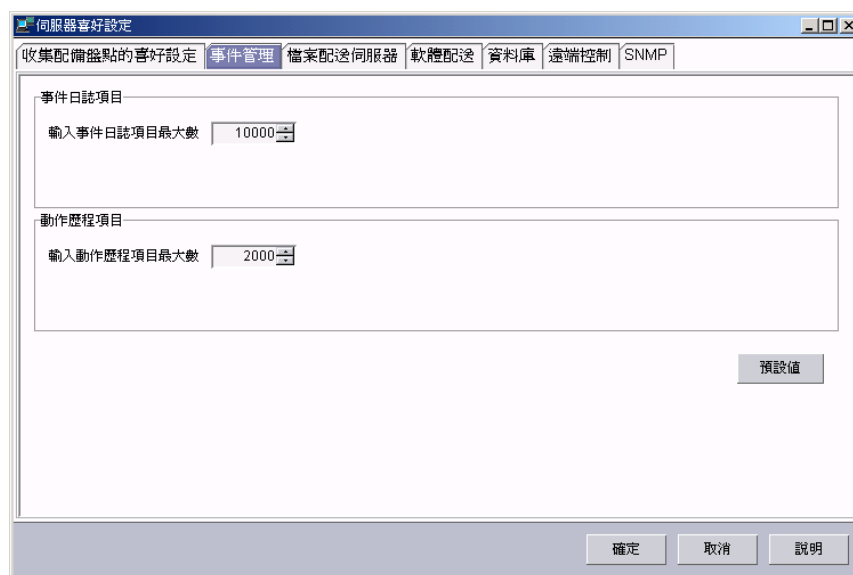 伺服器喜好設定
收集配備盤點的喜好設定 事件管理 檔案配送伺服器 軟體配送 資料庫 遠端控制 SNMP
事件日誌項目
輸入事件日誌項目最大數 10000
動作歷程項目
輸入動作歷程項目最大數 2000
預設值
確定 取消 說明